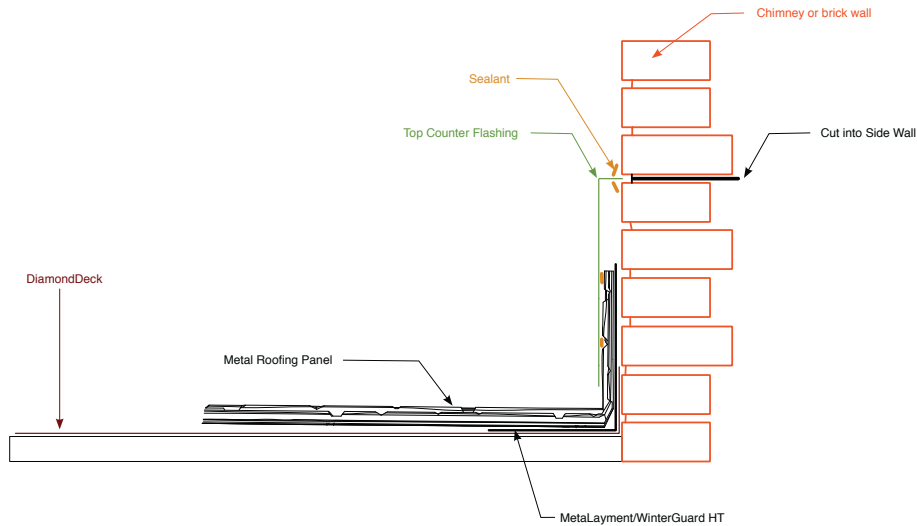 Chimney or brick wall
Sealant
Top Counter Flashing
Cut into Side Wall
DiamondDeck
Metal Roofing Panel
MetaLayment/WinterGuard HT